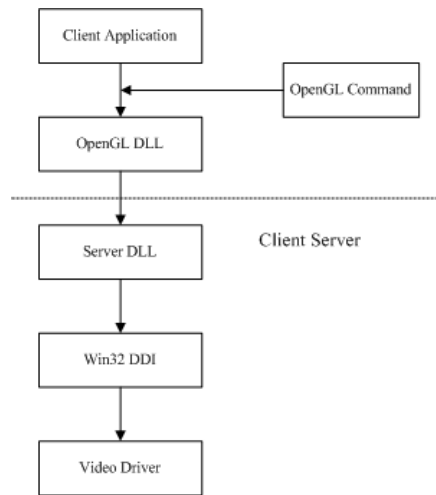 Client Application
OpenGL Command
OpenGL DLL
Client Server
Server DLL
Win32 DDI
Video Driver